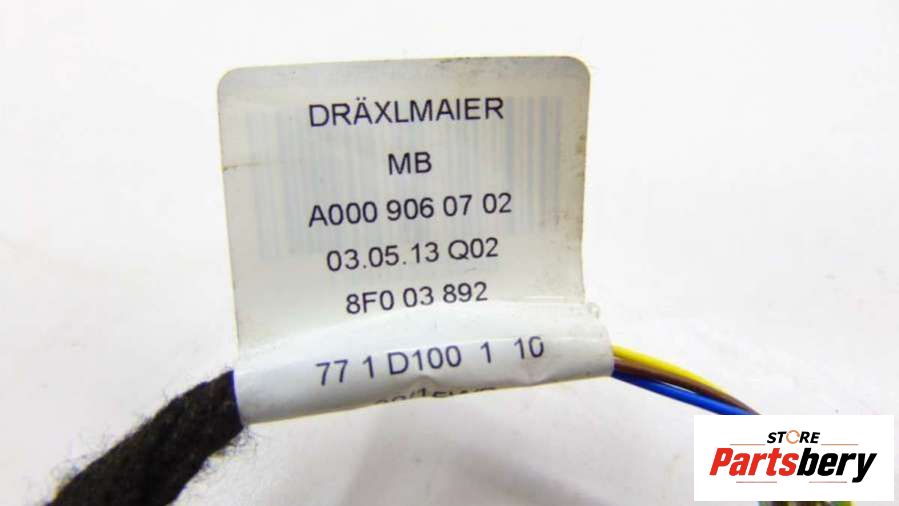 DRÄXLMAIER
MB
A000 906 07 02
03.05.13 Q02
8F0 03 892
77 1 D100 1 10
STORE
Partsbery